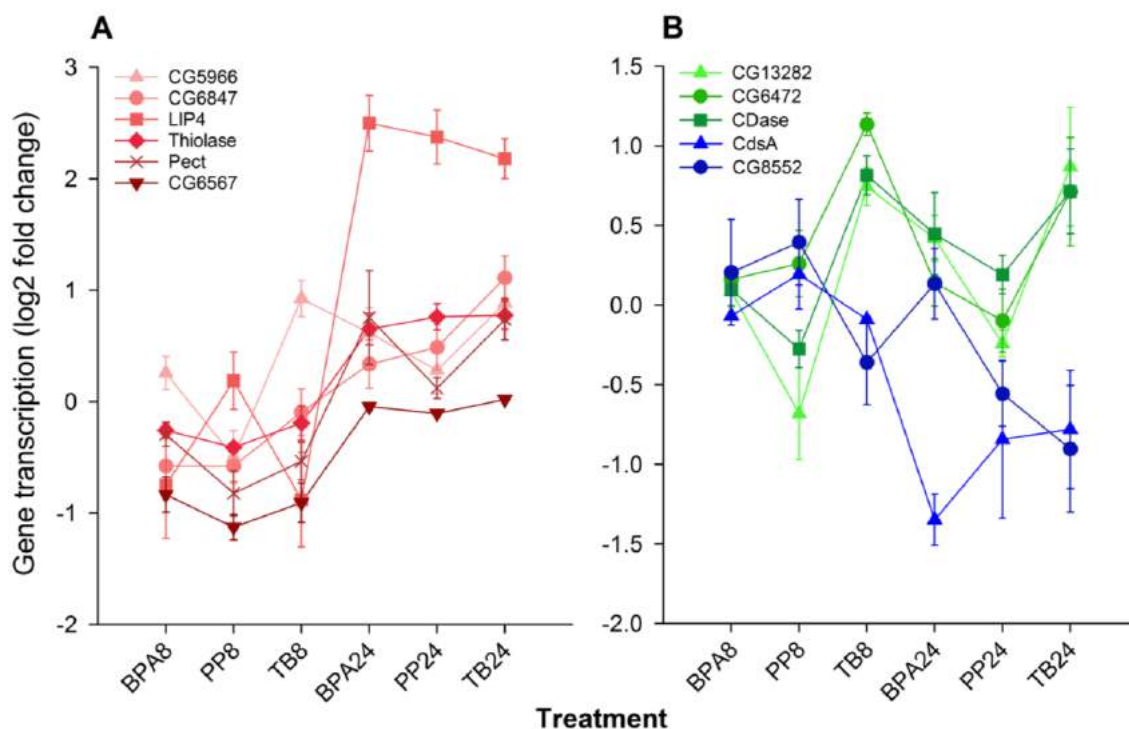 A
B
Gene transcription (log2 fold change)
3
2
1
0
-1
-2
CG5966
CG6847
LIP4
Thiolase
Pect
CG6567
BPA8
PP8
TB8
BPA24
PP24
TB24
1.5
1.0
0.5
0.0
-0.5
-1.0
-1.5
-2.0
CG13282
CG6472
CDase
CdsA
CG8552
BPA8
PP8
TB8
BPA24
PP24
TB24
Treatment